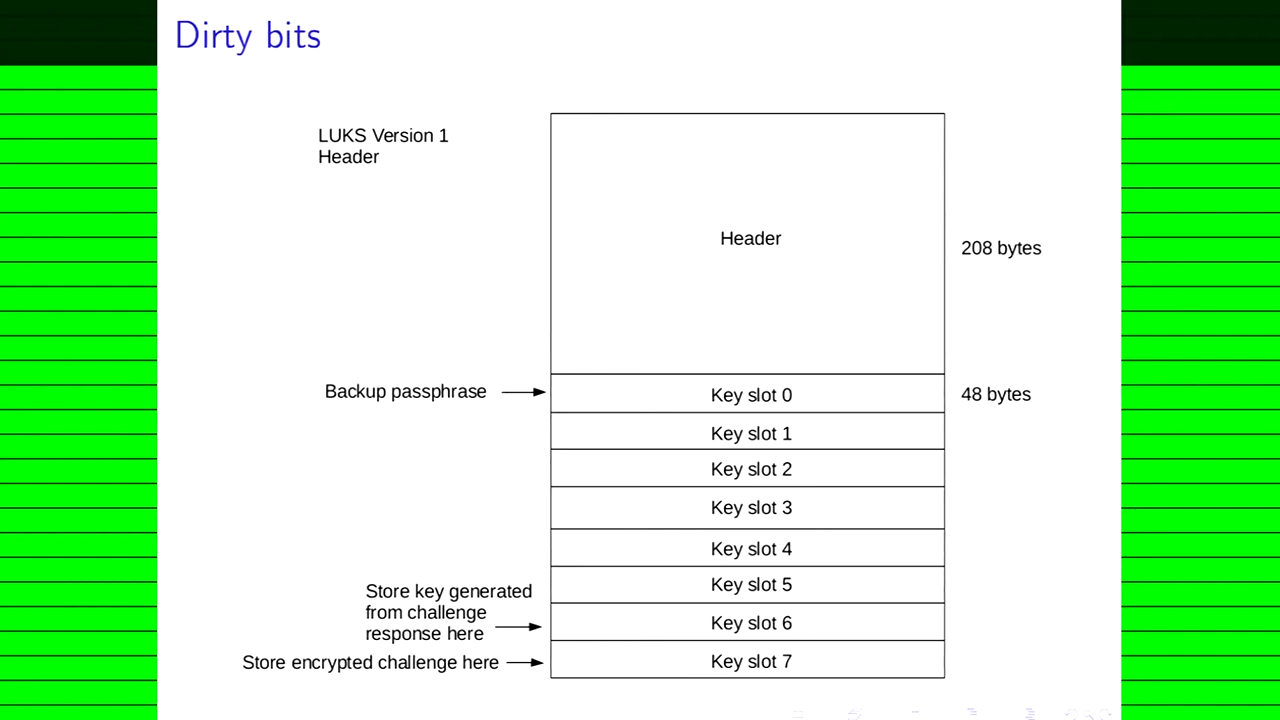 Dirty bits
LUKS Version 1
Header
Header
208 bytes
Backup passphrase
Key slot 0
48 bytes
Key slot 1
Key slot 2
Key slot 3
Key slot 4
Key slot 5
Store key generated
from challenge
response here
Key slot 6
Store encrypted challenge here
Key slot 7